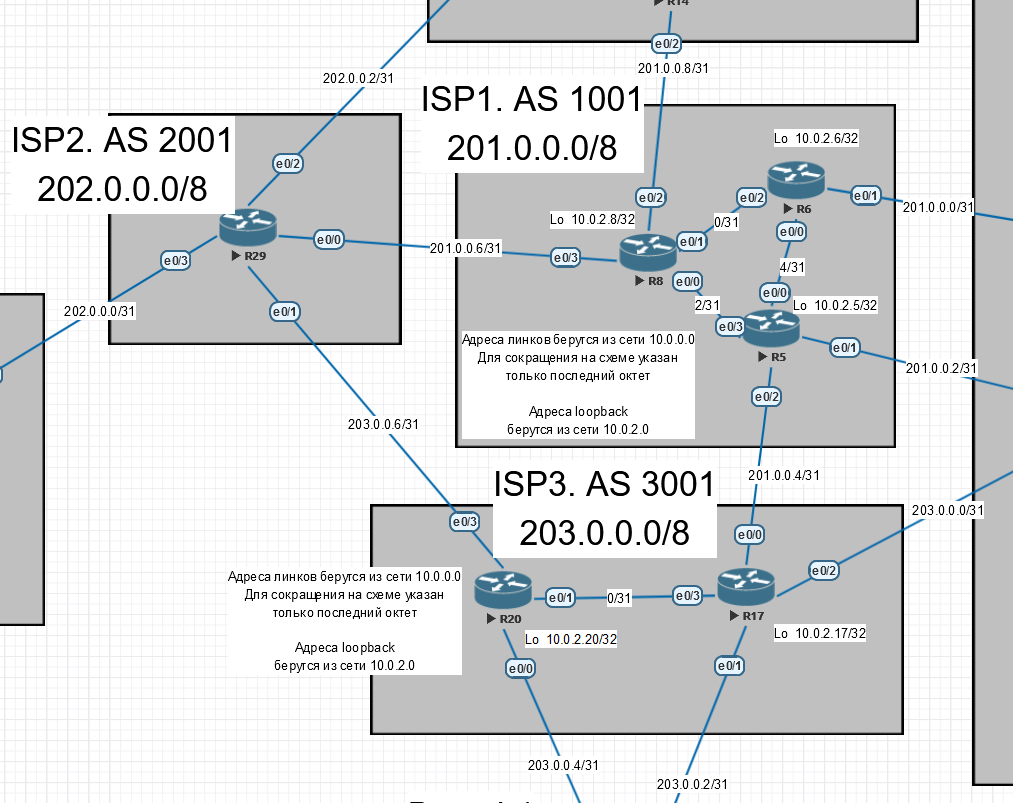 R14
e0/2
201.0.0.8/31
202.0.0.2/31
ISP1. AS 1001
201.0.0.0/8
ISP2. AS 2001
202.0.0.0/8
e0/2
R29
e0/0
e0/3
e0/1
202.0.0.0/31
201.0.0.6/31
Lo 10.0.2.6/32
e0/2
e0/2
e0/1
R6
201.0.0.0/31
Lo 10.0.2.8/32
0/31
e0/1
e0/0
e0/3
R8
4/31
e0/0
e0/0
2/31
Lo 10.0.2.5/32
e0/3
R5
e0/1
201.0.0.2/31
e0/2
Адреса линков берутся из сети 10.0.0.0
Для сокращения на схеме указан
только последний октет
Адреса loopback
берутся из сети 10.0.2.0
203.0.0.6/31
201.0.0.4/31
ISP3. AS 3001
203.0.0.0/8
203.0.0.0/31
e0/3
e0/0
e0/2
Адреса линков берутся из сети 10.0.0.0
Для сокращения на схеме указан
только последний октет
Адреса loopback
берутся из сети 10.0.2.0
e0/1
0/31
e0/3
R20
R17
Lo 10.0.2.20/32
Lo 10.0.2.17/32
e0/0
e0/1
203.0.0.4/31
203.0.0.2/31